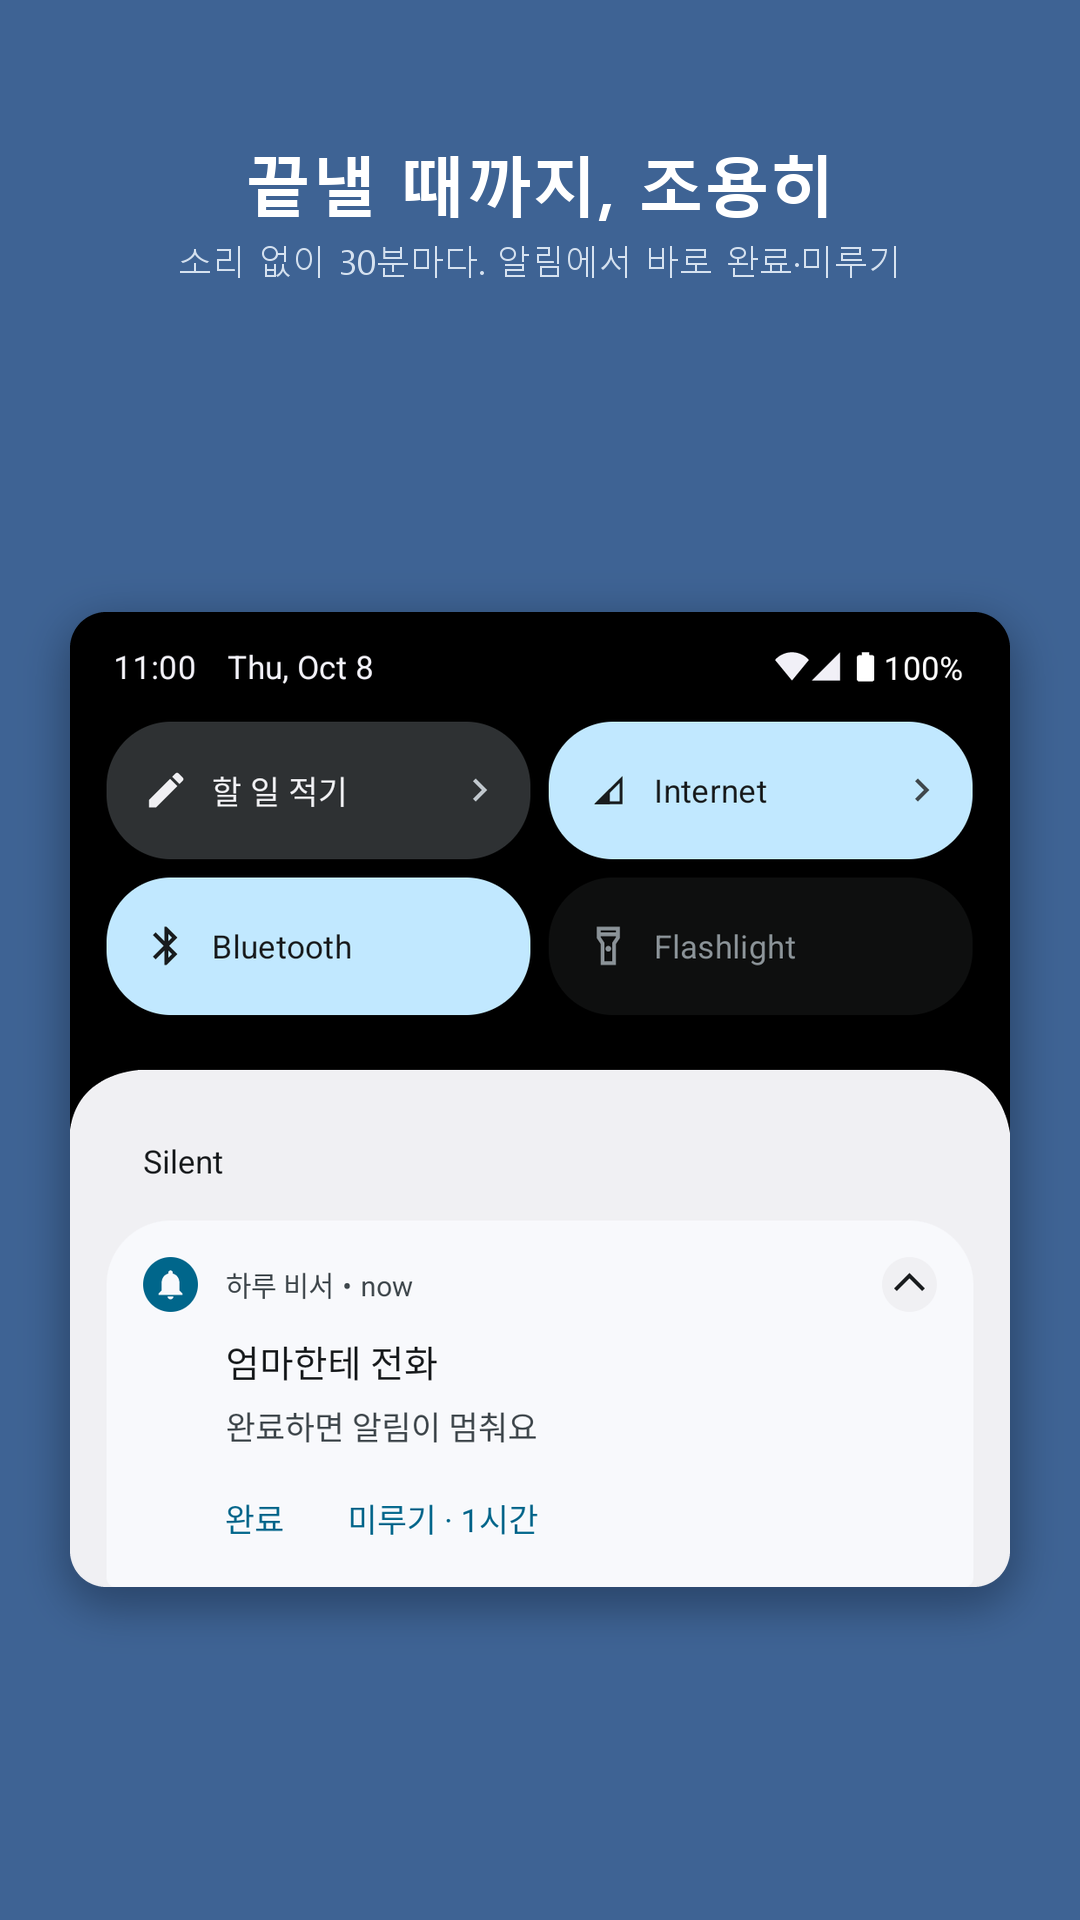 끝낼 때까지, 조용히
소리 없이 30분마다. 알림에서 바로 완료·미루기
11:00 Thu, Oct 8 100%
할 일 적기
Internet
Bluetooth
Flashlight
Silent
하루 비서 • now
엄마한테 전화
완료하면 알림이 멈춰요
완료 미루기 · 1시간